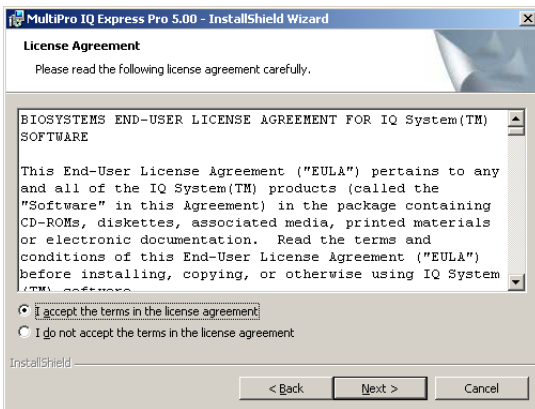 MultiPro IQ Express Pro 5.00 - InstallShield Wizard
License Agreement
Please read the following license agreement carefully.
BIOSYSTEMS END-USER LICENSE AGREEMENT FOR IQ System(TM)
SOFTWARE
This End-User License Agreement ("EULA") pertains to any
and all of the IQ System(TM) products (called the
"Software" in this Agreement) in the package containing
CD-ROMs, diskettes, associated media, printed materials
or electronic documentation.  Read the terms and
conditions of this End-User License Agreement ("EULA")
before installing, copying, or otherwise using IQ System
(TM) software
I accept the terms in the license agreement
I do not accept the terms in the license agreement
InstallShield
< Back
Next >
Cancel